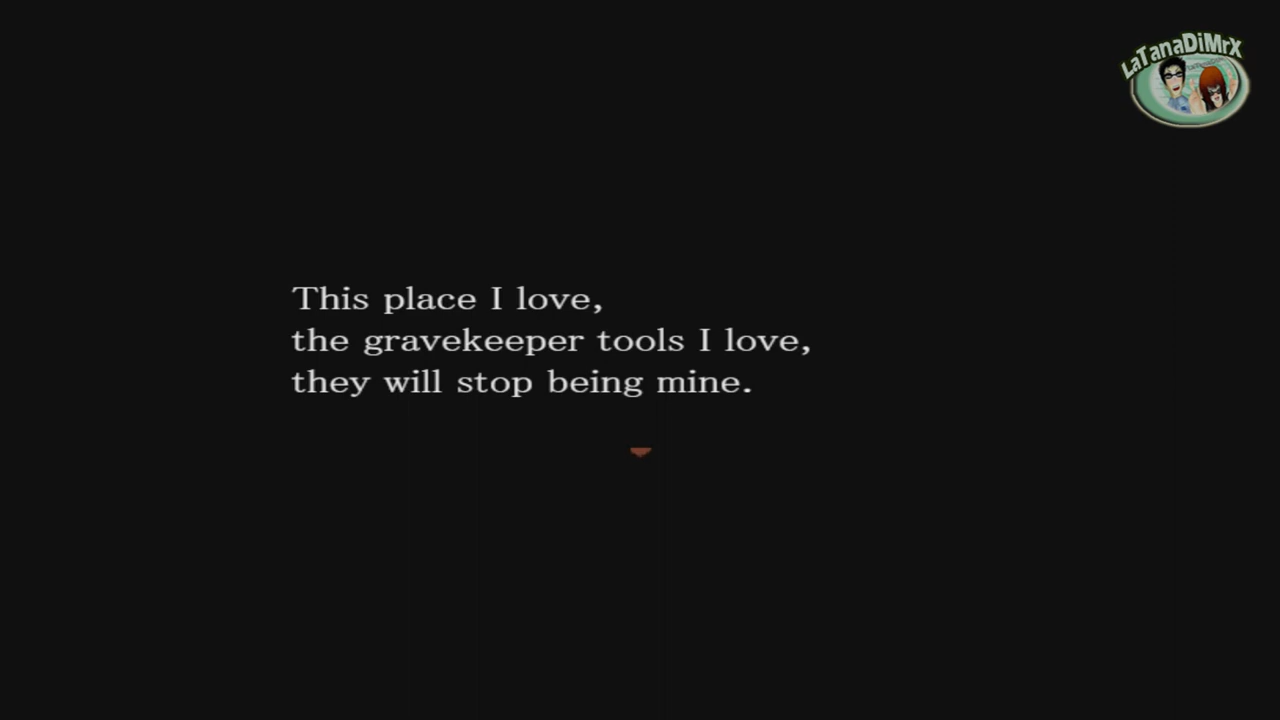 LaTanaDiMrX
This place I love,
the gravekeeper tools I love,
they will stop being mine.